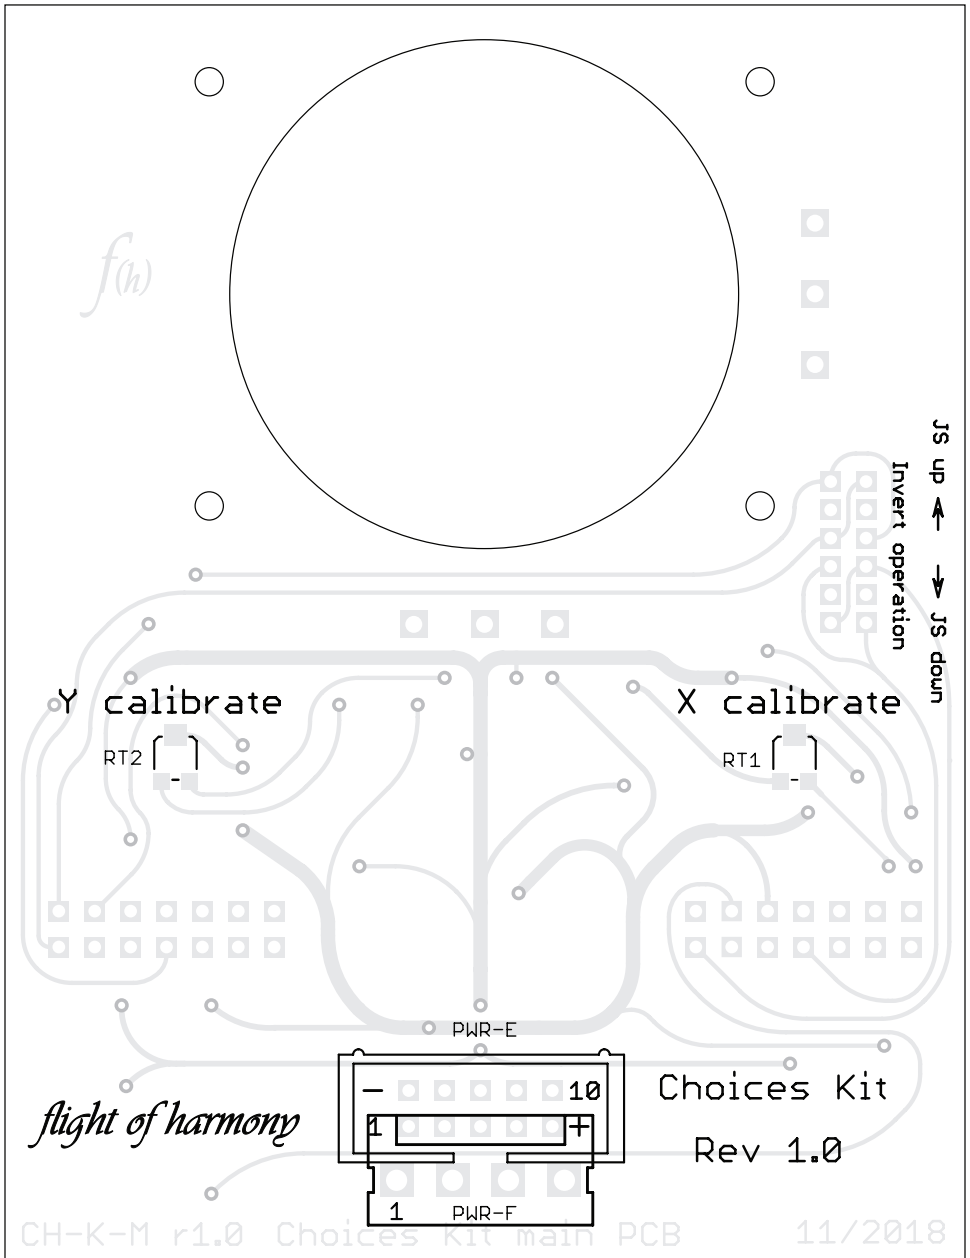 f(h)
JS up ↑ ↓ JS down
Invert operation
Y calibrate
X calibrate
RT2
RT1
-
-
PWR-E
- 10
1 +
Choices Kit
flight of harmony
Rev 1.0
1 PWR-F
CH-K-M r1.0 Choices Kit main PCB 11/2018